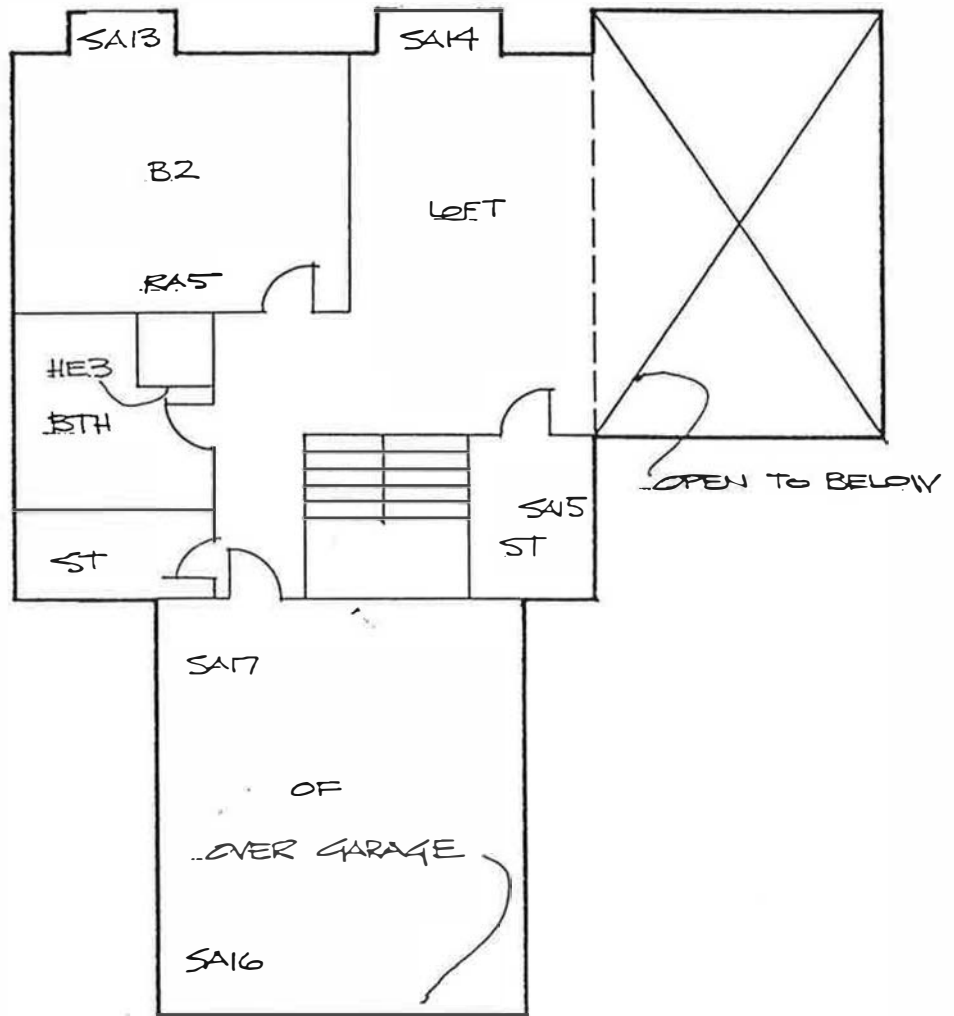 SA13
SA14
B2
LOFT
RA5
HE3
BTH
OPEN TO BELOW
SA15
ST
ST
SA17
OF
OVER GARAGE
SA16